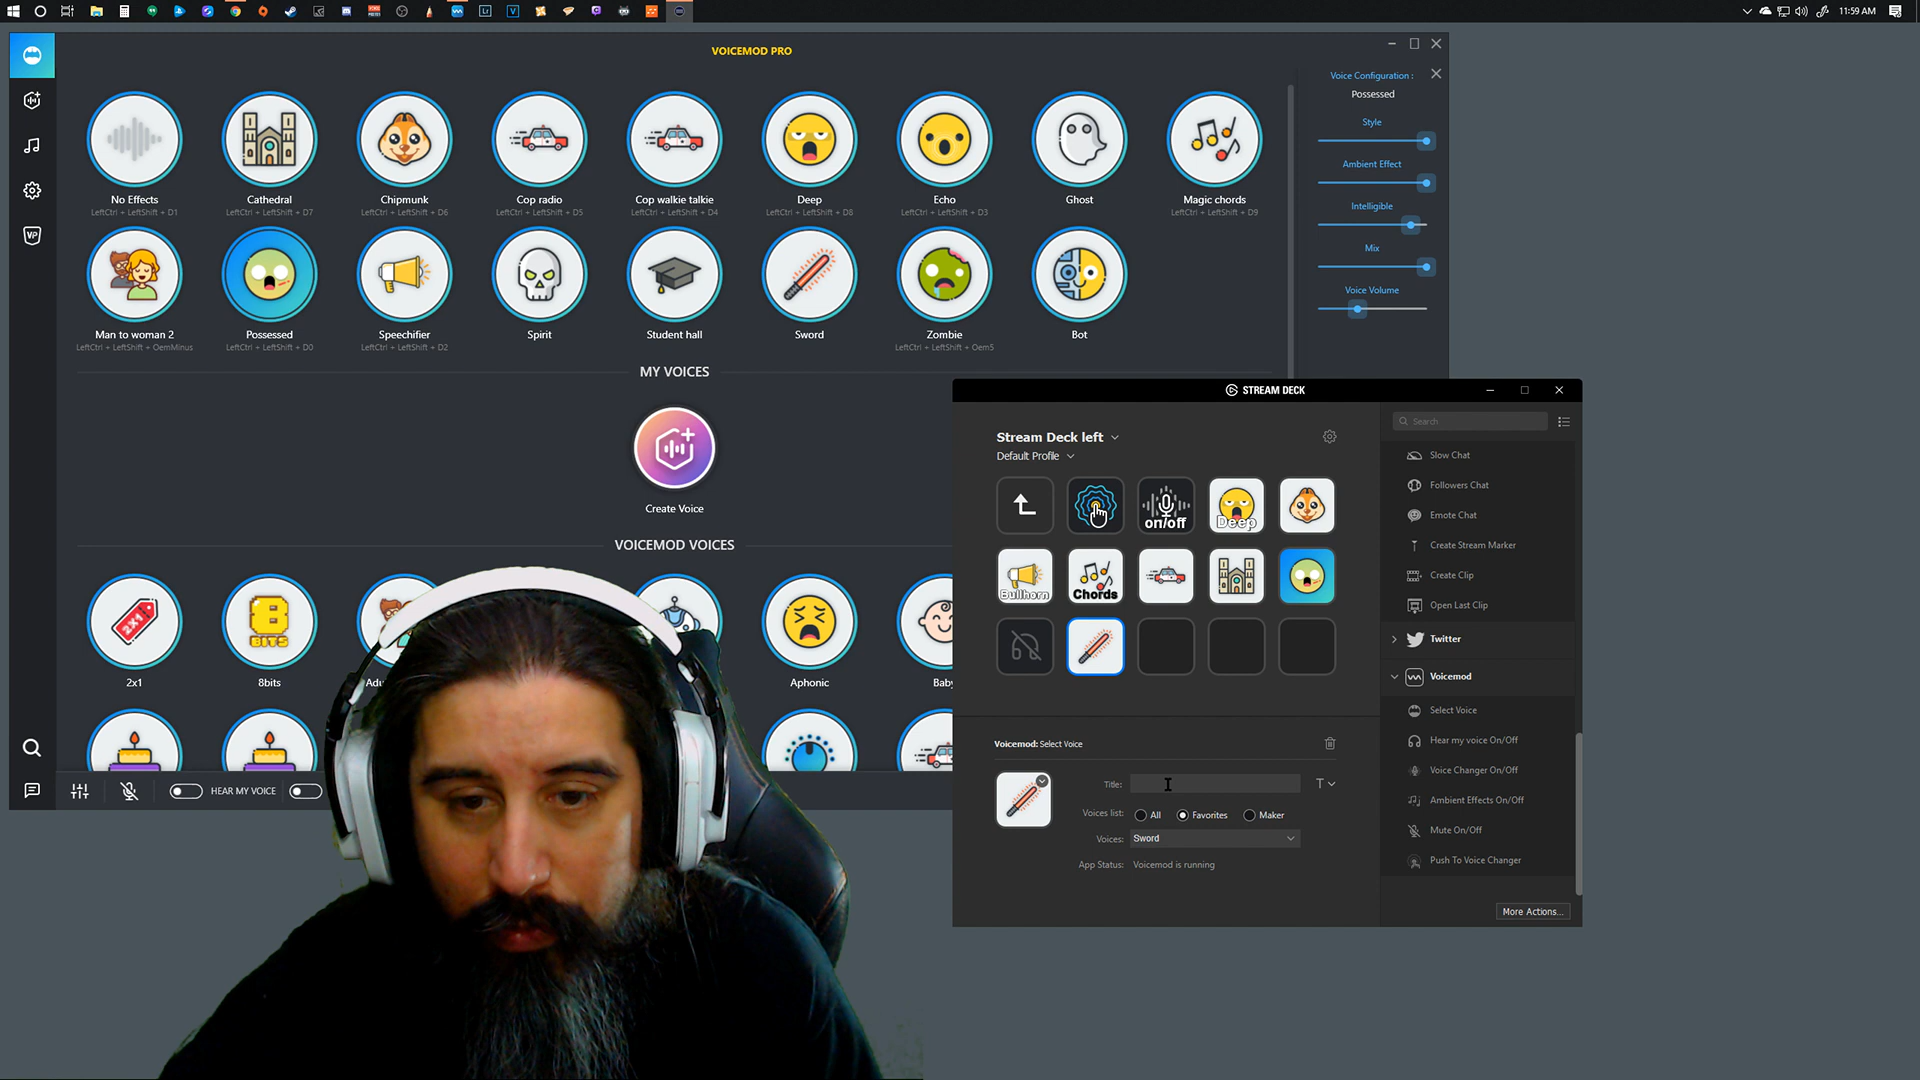 11:59 AM
VOICEMOD PRO
Voice Configuration :
Possessed
Style
Ambient Effect
Intelligible
Mix
Voice Volume
No Effects
LeftCtrl + LeftShift + D1
Cathedral
LeftCtrl + LeftShift + D7
Chipmunk
LeftCtrl + LeftShift + D6
Cop radio
LeftCtrl + LeftShift + D5
Cop walkie talkie
LeftCtrl + LeftShift + D4
Deep
LeftCtrl + LeftShift + D8
Echo
LeftCtrl + LeftShift + D3
Ghost
Magic chords
LeftCtrl + LeftShift + D9
Man to woman 2
LeftCtrl + LeftShift + OemMinus
Possessed
LeftCtrl + LeftShift + D0
Speechifier
LeftCtrl + LeftShift + D2
Spirit
Student hall
Sword
Zombie
LeftCtrl + LeftShift + Oem5
Bot
MY VOICES
Create Voice
VOICEMOD VOICES
2X1
8
BITS
2x1
8bits
Aphonic
HEAR MY VOICE
VP
STREAM DECK
Stream Deck left
Default Profile
on/off
Deep
Bullhorn
Chords
Voicemod: Select Voice
Title:
T
Voices list:
All
Favorites
Maker
Voices:
Sword
App Status:
Voicemod is running
Search
Slow Chat
Followers Chat
Emote Chat
Create Stream Marker
Create Clip
Open Last Clip
Twitter
Voicemod
Select Voice
Hear my voice On/Off
Voice Changer On/Off
Ambient Effects On/Off
Mute On/Off
Push To Voice Changer
More Actions...